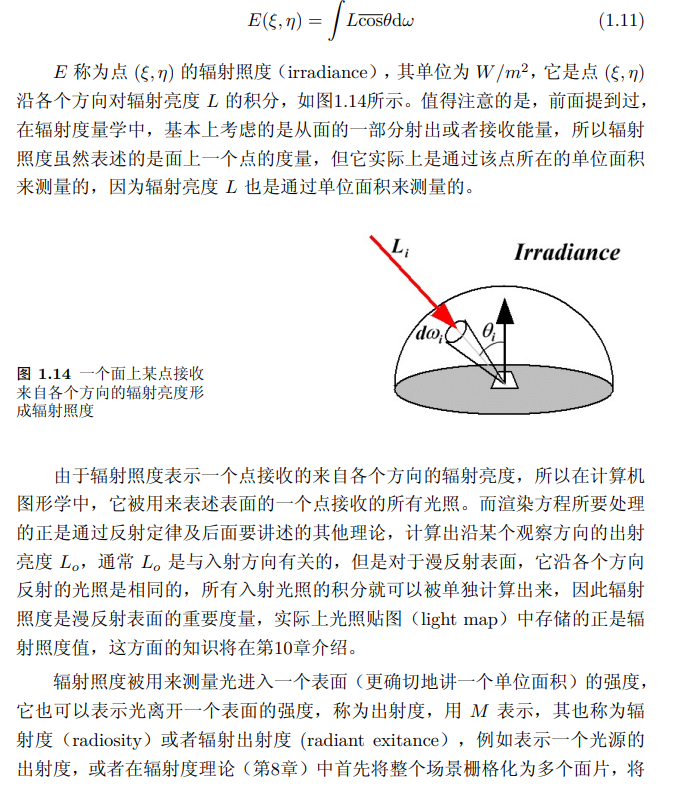 E(ξ, η) = ∫ Lc̅o̅s̅θdω (1.11)
E 称为点 (ξ, η) 的辐射照度（irradiance），其单位为 W/m²，它是点 (ξ, η)
沿各个方向对辐射亮度 L 的积分，如图1.14所示。值得注意的是，前面提到过，
在辐射度量学中，基本上考虑的是从面的一部分射出或者接收能量，所以辐射
照度虽然表述的是面上一个点的度量，但它实际上是通过该点所在的单位面积
来测量的，因为辐射亮度 L 也是通过单位面积来测量的。
Lᵢ
Irradiance
dωᵢ
θᵢ
图 1.14 一个面上某点接收
来自各个方向的辐射亮度形
成辐射照度
由于辐射照度表示一个点接收的来自各个方向的辐射亮度，所以在计算机
图形学中，它被用来表述表面的一个点接收的所有光照。而渲染方程所要处理
的正是通过反射定律及后面要讲述的其他理论，计算出沿某个观察方向的出射
亮度 Lₒ，通常 Lₒ 是与入射方向有关的，但是对于漫反射表面，它沿各个方向
反射的光照是相同的，所有入射光照的积分就可以被单独计算出来，因此辐射
照度是漫反射表面的重要度量，实际上光照贴图（light map）中存储的正是辐
射照度值，这方面的知识将在第10章介绍。
辐射照度被用来测量光进入一个表面（更确切地讲一个单位面积）的强度，
它也可以表示光离开一个表面的强度，称为出射度，用 M 表示，其也称为辐
射度（radiosity）或者辐射出射度 (radiant exitance)，例如表示一个光源的
出射度，或者在辐射度理论（第8章）中首先将整个场景栅格化为多个面片，将